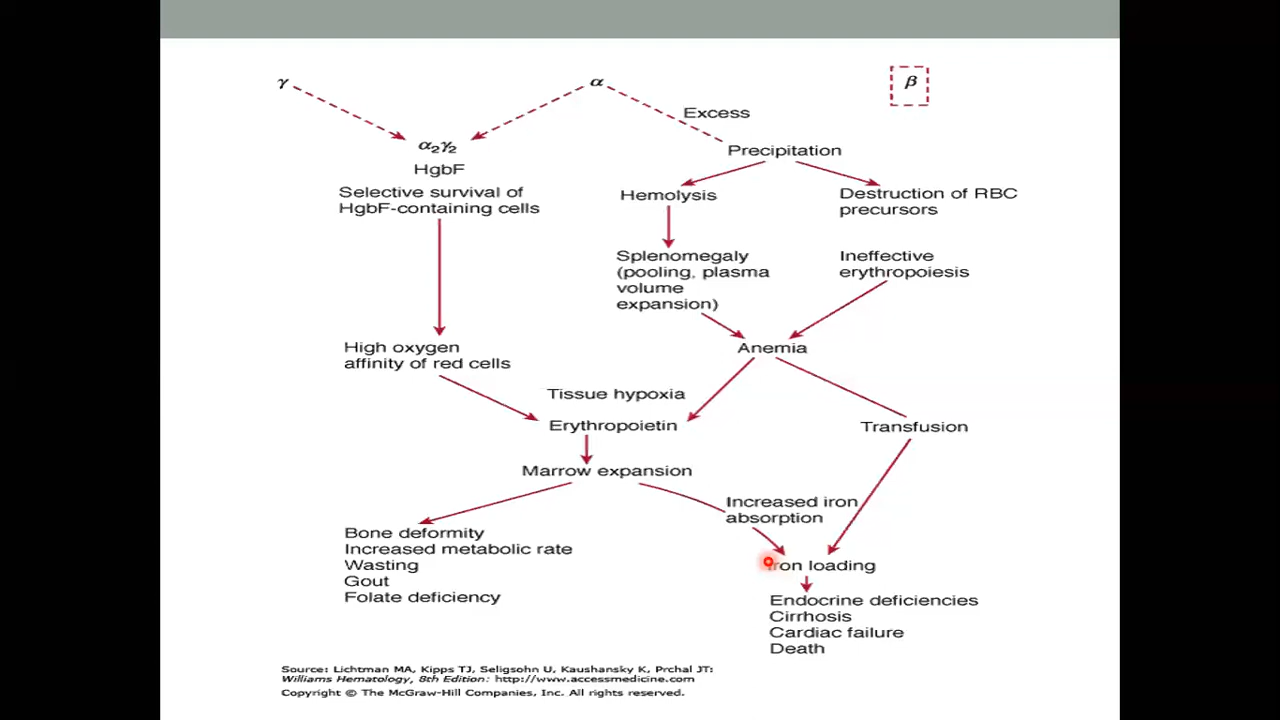 γ
α
β
Excess
α₂γ₂
HgbF
Precipitation
Selective survival of
HgbF-containing cells
Hemolysis
Destruction of RBC
precursors
Splenomegaly
(pooling, plasma
volume
expansion)
Ineffective
erythropoiesis
High oxygen
affinity of red cells
Anemia
Tissue hypoxia
Erythropoietin
Transfusion
Marrow expansion
Increased iron
absorption
Bone deformity
Increased metabolic rate
Wasting
Gout
Folate deficiency
Iron loading
Endocrine deficiencies
Cirrhosis
Cardiac failure
Death
Source: Lichtman MA, Kipps TJ, Seligsohn U, Kaushansky K, Prchal JT:
Williams Hematology, 8th Edition: http://www.accessmedicine.com
Copyright © The McGraw-Hill Companies, Inc. All rights reserved.